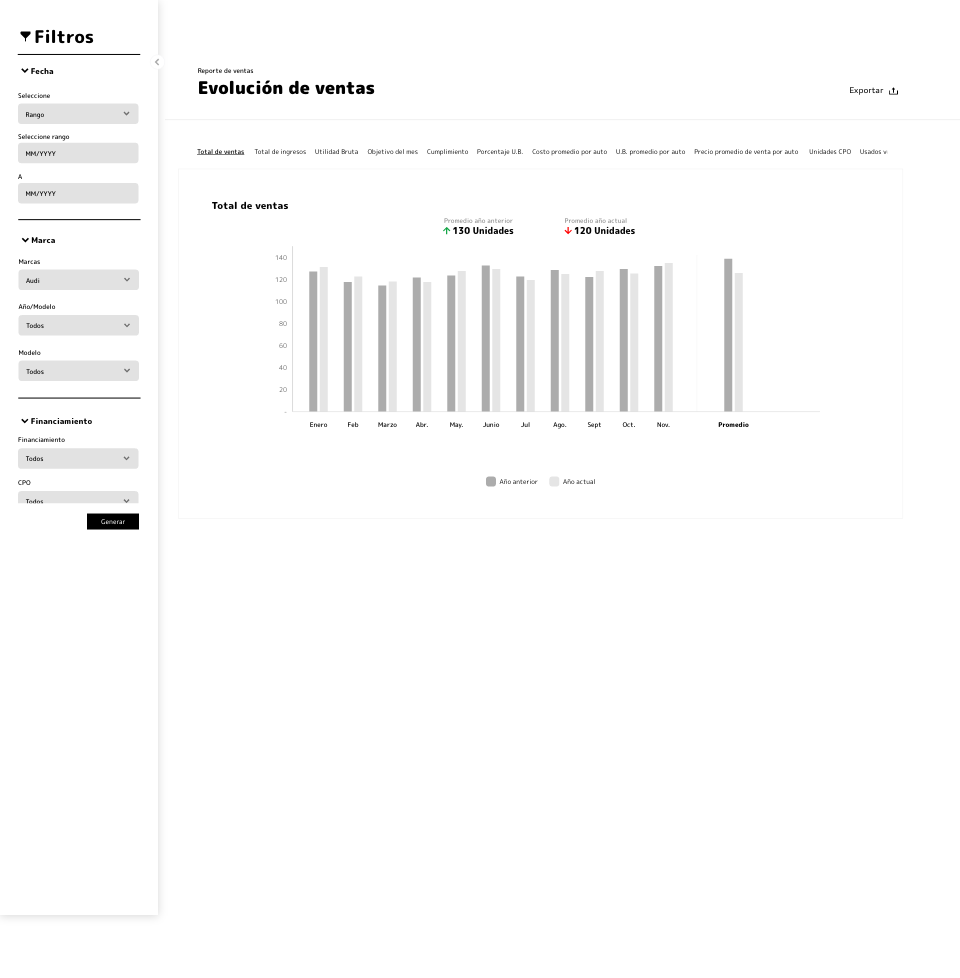 Filtros
Fecha
Seleccione
Rango
Seleccione rango
MM/YYYY
A
MM/YYYY
Marca
Marcas
Audi
Año/Modelo
Todos
Modelo
Todos
Financiamiento
Financiamiento
Todos
CPO
Todos
Generar
Reporte de ventas
Evolución de ventas
Exportar
Total de ventas Total de ingresos Utilidad Bruta Objetivo del mes Cumplimiento Porcentaje U.B. Costo promedio por auto U.B. promedio por auto Precio promedio de venta por auto Unidades CPO Usados v
Total de ventas
Promedio año anterior Promedio año actual
130 Unidades 120 Unidades
140
120
100
80
60
40
20
-
Enero Feb Marzo Abr. May. Junio Jul Ago. Sept Oct. Nov. Promedio
Año anterior Año actual